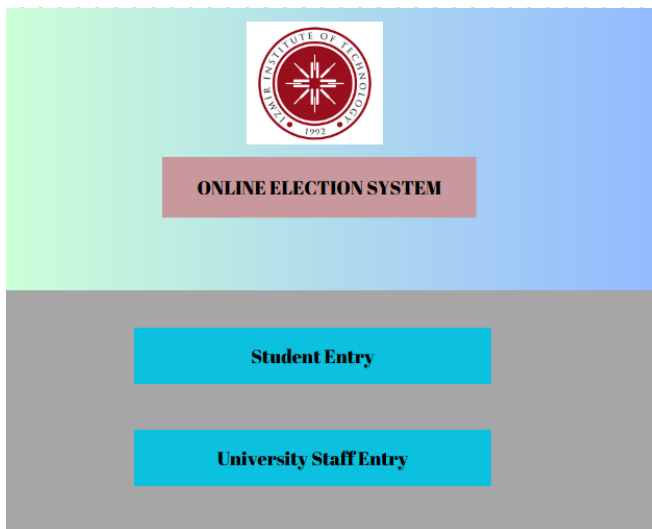 IZMIR INSTITUTE OF TECHNOLOGY
1992
ONLINE ELECTION SYSTEM
Student Entry
University Staff Entry